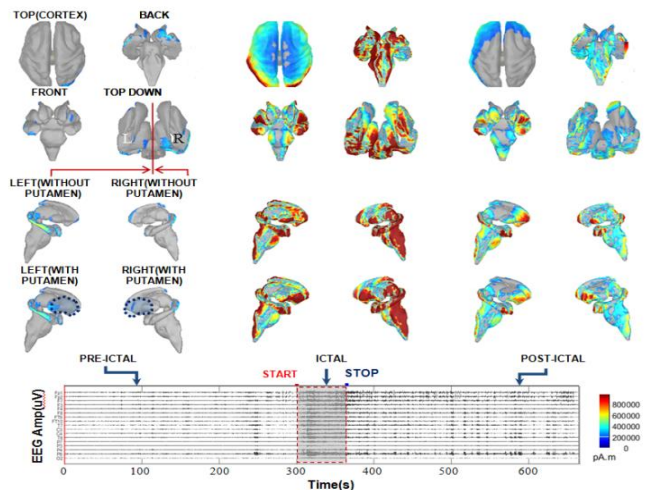 TOP(CORTEX) BACK
FRONT TOP DOWN
L R
LEFT(WITHOUT PUTAMEN) RIGHT(WITHOUT PUTAMEN)
LEFT(WITH PUTAMEN) RIGHT(WITH PUTAMEN)
PRE-ICTAL ICTAL POST-ICTAL
START STOP
EEG Amp(uV)
800000
600000
400000
200000
0
pA.m
0 100 200 300 400 500 600
Time(s)